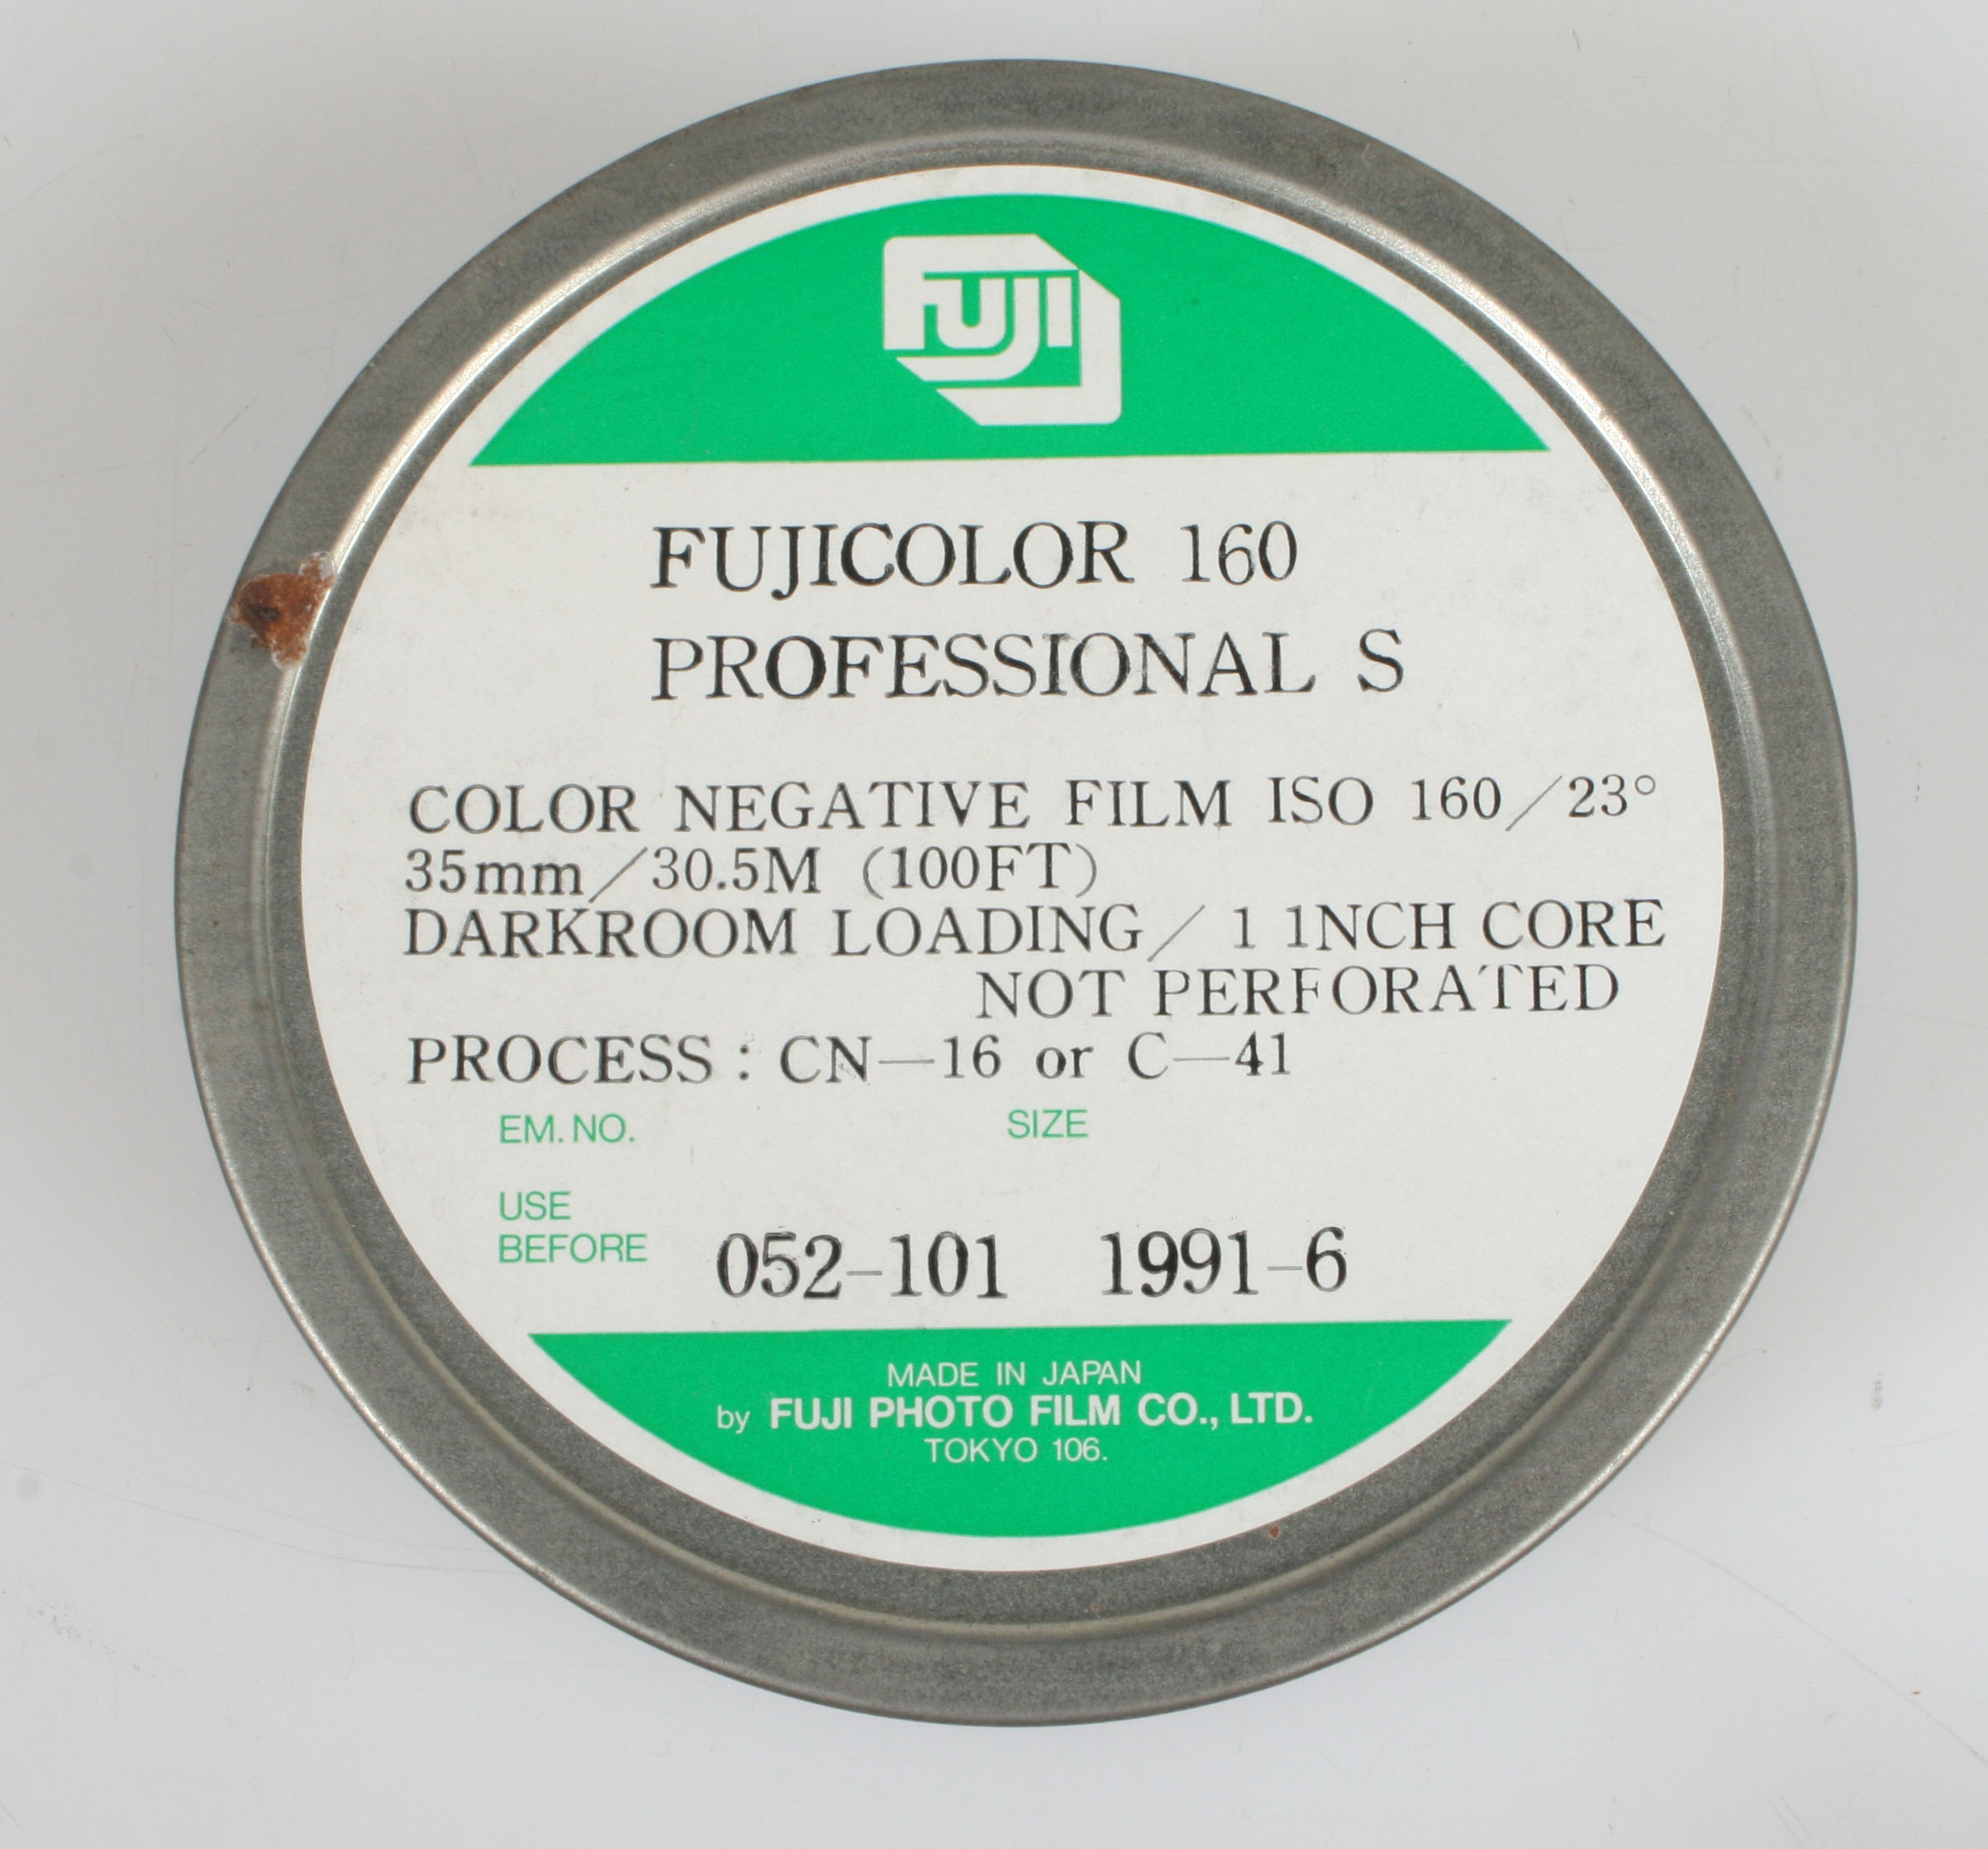 FUJI
FUJICOLOR 160
PROFESSIONAL S
COLOR NEGATIVE FILM ISO 160/23°
35mm/30.5M (100FT)
DARKROOM LOADING/ 1 1NCH CORE
NOT PERFORATED
PROCESS : CN—16 or C—41
EM. NO. SIZE
USE
BEFORE 052-101 1991-6
MADE IN JAPAN
by FUJI PHOTO FILM CO., LTD.
TOKYO 106.